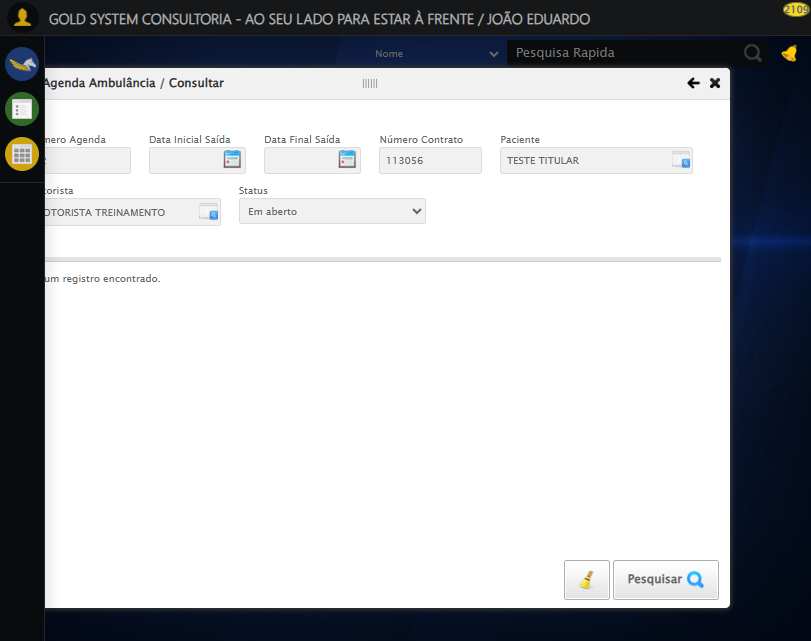 GOLD SYSTEM CONSULTORIA - AO SEU LADO PARA ESTAR À FRENTE / JOÃO EDUARDO
2109
Nome
Pesquisa Rapida
Agenda Ambulância / Consultar
mero Agenda
Data Inicial Saída
Data Final Saída
Número Contrato
Paciente
113056
TESTE TITULAR
torista
Status
OTORISTA TREINAMENTO
Em aberto
um registro encontrado.
Pesquisar